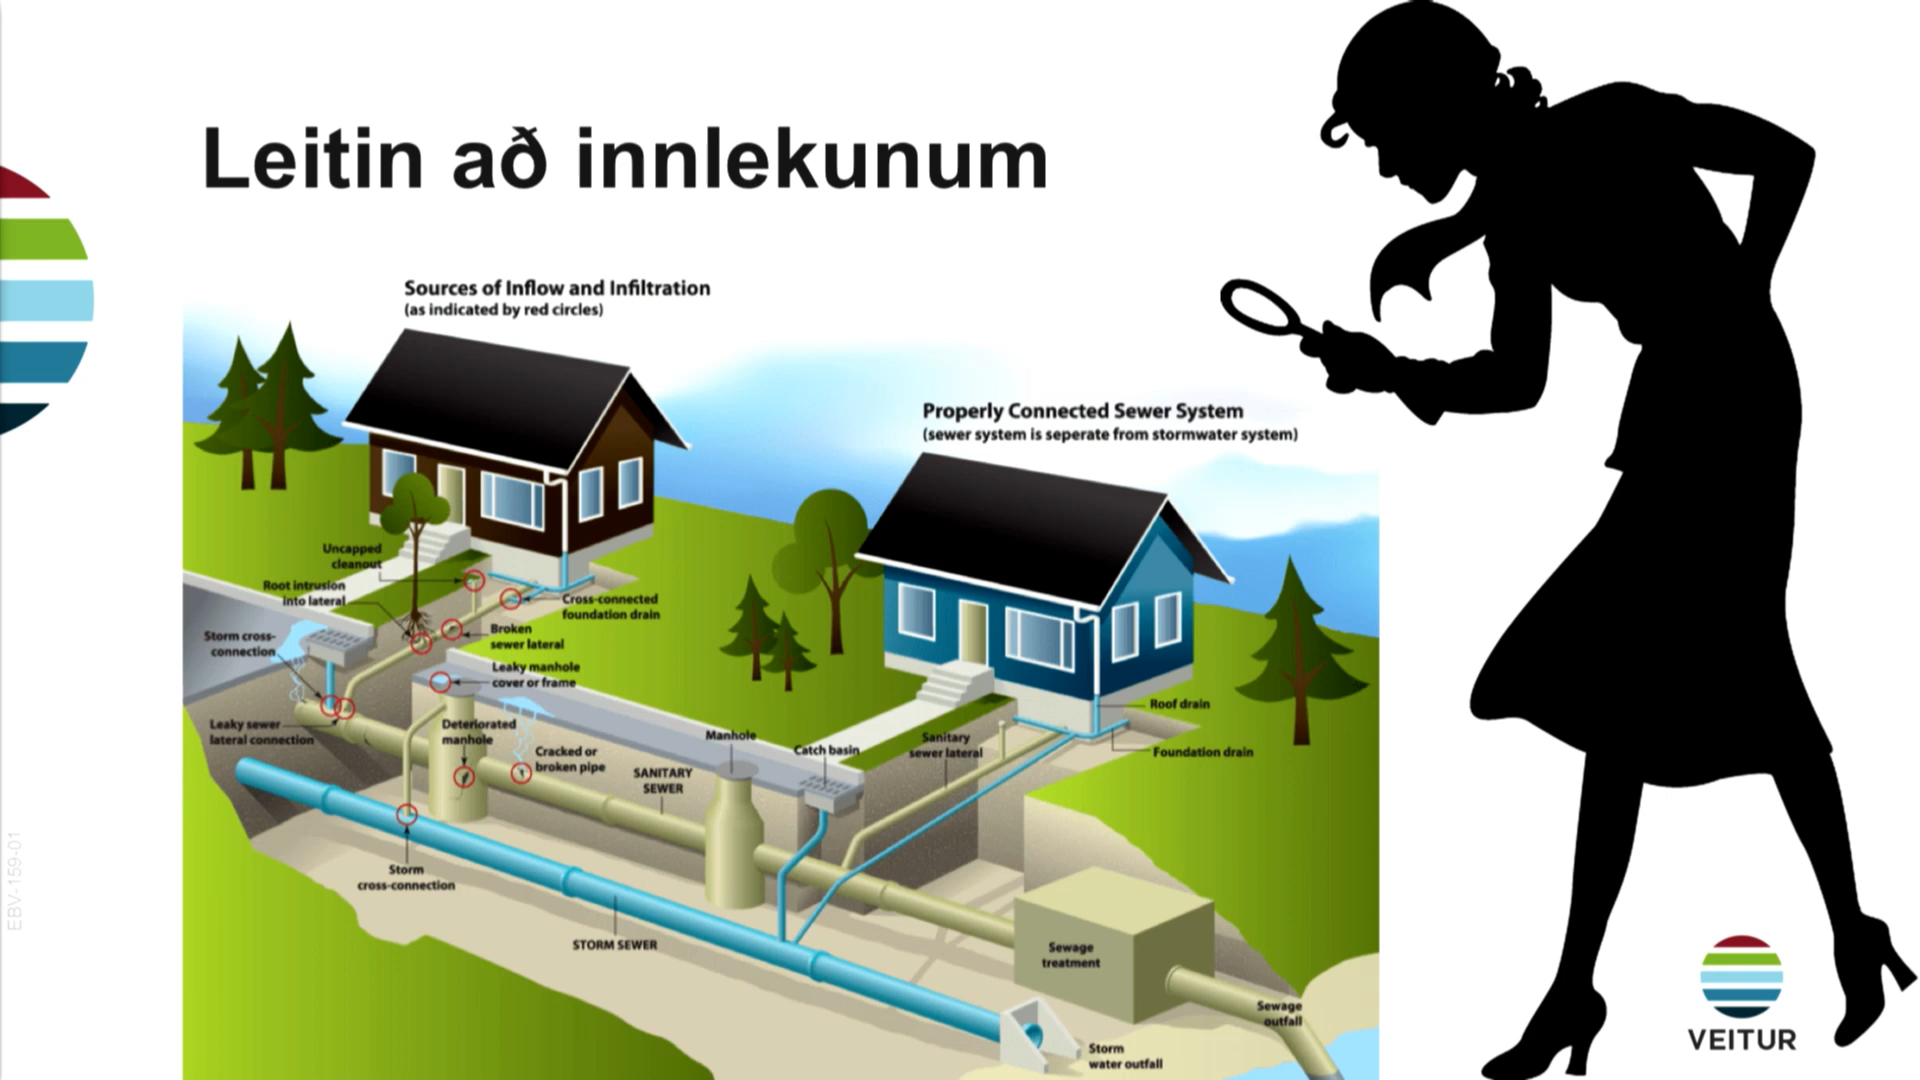 Leitin að innlekunum
Sources of Inflow and Infiltration
(as indicated by red circles)
Properly Connected Sewer System
(sewer system is seperate from stormwater system)
Uncapped
cleanout
Root intrusion
into lateral
Cross-connected
foundation drain
Storm cross-
connection
Broken
sewer lateral
Leaky manhole
cover or frame
Leaky sewer
lateral connection
Deteriorated
manhole
Cracked or
broken pipe
SANITARY
SEWER
Manhole
Catch basin
Sanitary
sewer lateral
Roof drain
Foundation drain
Storm
cross-connection
STORM SEWER
Sewage
treatment
Sewage
outfall
Storm
water outfall
EBV-159-01
VEITUR